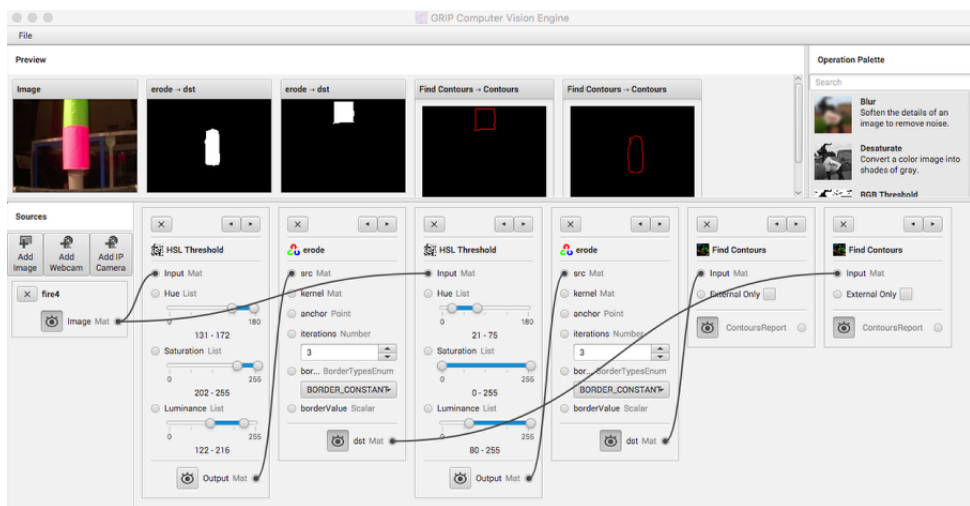 GRIP Computer Vision Engine
File
Preview
Operation Palette
Image
erode → dst
erode → dst
Find Contours → Contours
Find Contours → Contours
Search
Blur
Soften the details of an
image to remove noise.
Desaturate
Convert a color image into
shades of gray.
RGB Threshold
Sources
Add
Image
Add
Webcam
Add IP
Camera
fire4
Image Mat
HSL Threshold
Input Mat
Hue List
0 180
131 - 172
Saturation List
0 255
202 - 255
Luminance List
0 255
122 - 216
Output Mat
erode
src Mat
kernel Mat
anchor Point
iterations Number
3
bor... BorderTypesEnum
BORDER_CONSTANT
borderValue Scalar
dst Mat
HSL Threshold
Input Mat
Hue List
0 180
21 - 75
Saturation List
0 255
0 - 255
Luminance List
0 255
80 - 255
Output Mat
erode
src Mat
kernel Mat
anchor Point
iterations Number
3
bor... BorderTypesEnum
BORDER_CONSTANT
borderValue Scalar
dst Mat
Find Contours
Input Mat
External Only
ContoursReport
Find Contours
Input Mat
External Only
ContoursReport